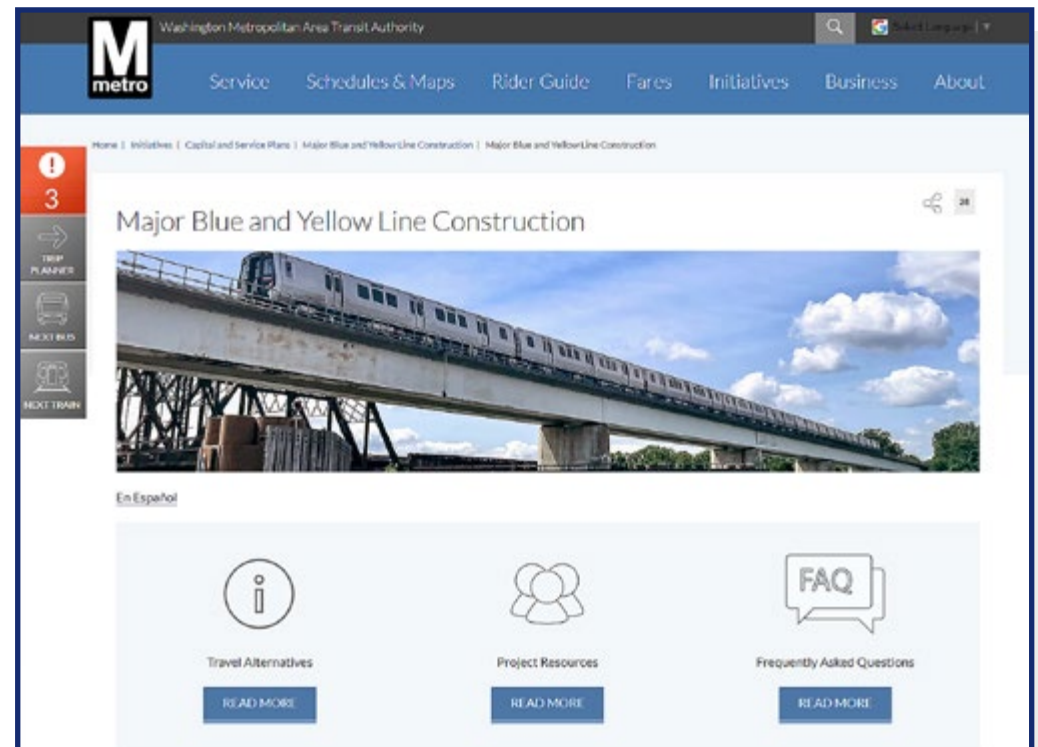 Washington Metropolitan Area Transit Authority
Select Language
M
metro
Service Schedules & Maps Rider Guide Fares Initiatives Business About
Home | Initiatives | Capital and Service Plans | Major Blue and Yellow Line Construction | Major Blue and Yellow Line Construction
!
3
TRIP
PLANNER
NEXT BUS
NEXT TRAIN
28
Major Blue and Yellow Line Construction
En Español
i
FAQ
Travel Alternatives Project Resources Frequently Asked Questions
READ MORE READ MORE READ MORE